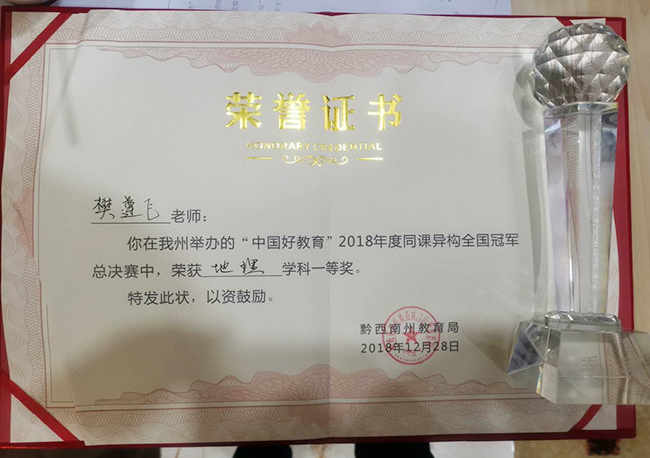 荣誉证书
HONORARY CREDENTIAL
樊遵飞老师：
你在我州举办的“中国好教育”2018年度同课异构全国冠军
总决赛中，荣获地理学科一等奖。
特发此状，以资鼓励。
黔西南州教育局
2018年12月28日